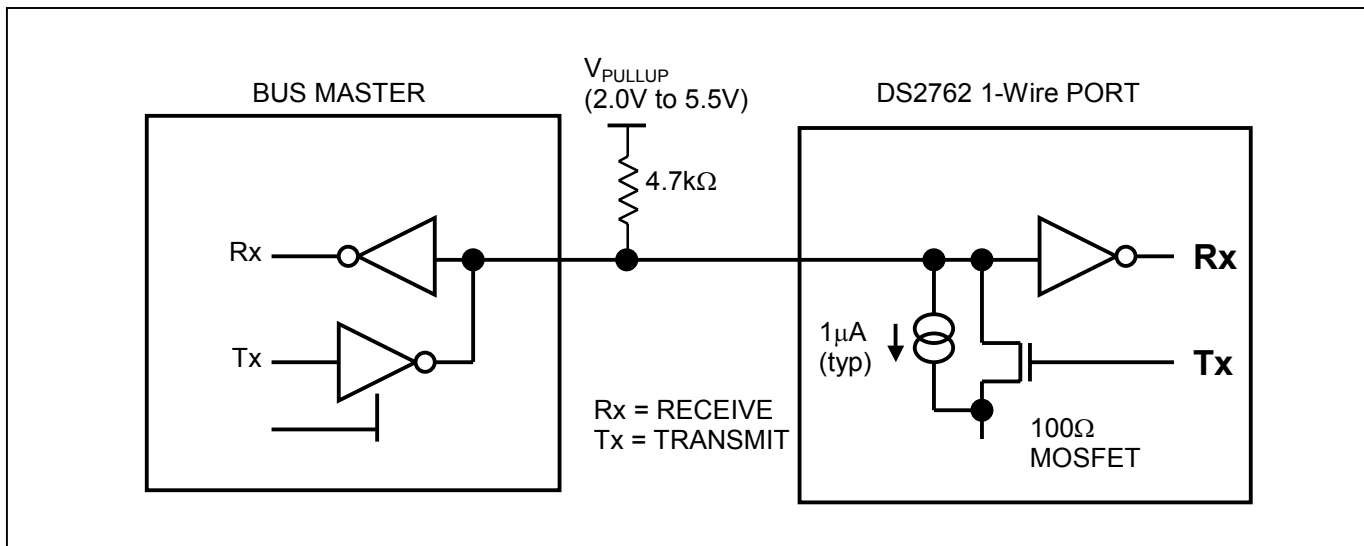 BUS MASTER
V_PULLUP
(2.0V to 5.5V)
DS2762 1-Wire PORT
4.7kΩ
Rx
Rx
1μA
(typ)
Tx
Tx
Rx = RECEIVE
Tx = TRANSMIT
100Ω
MOSFET